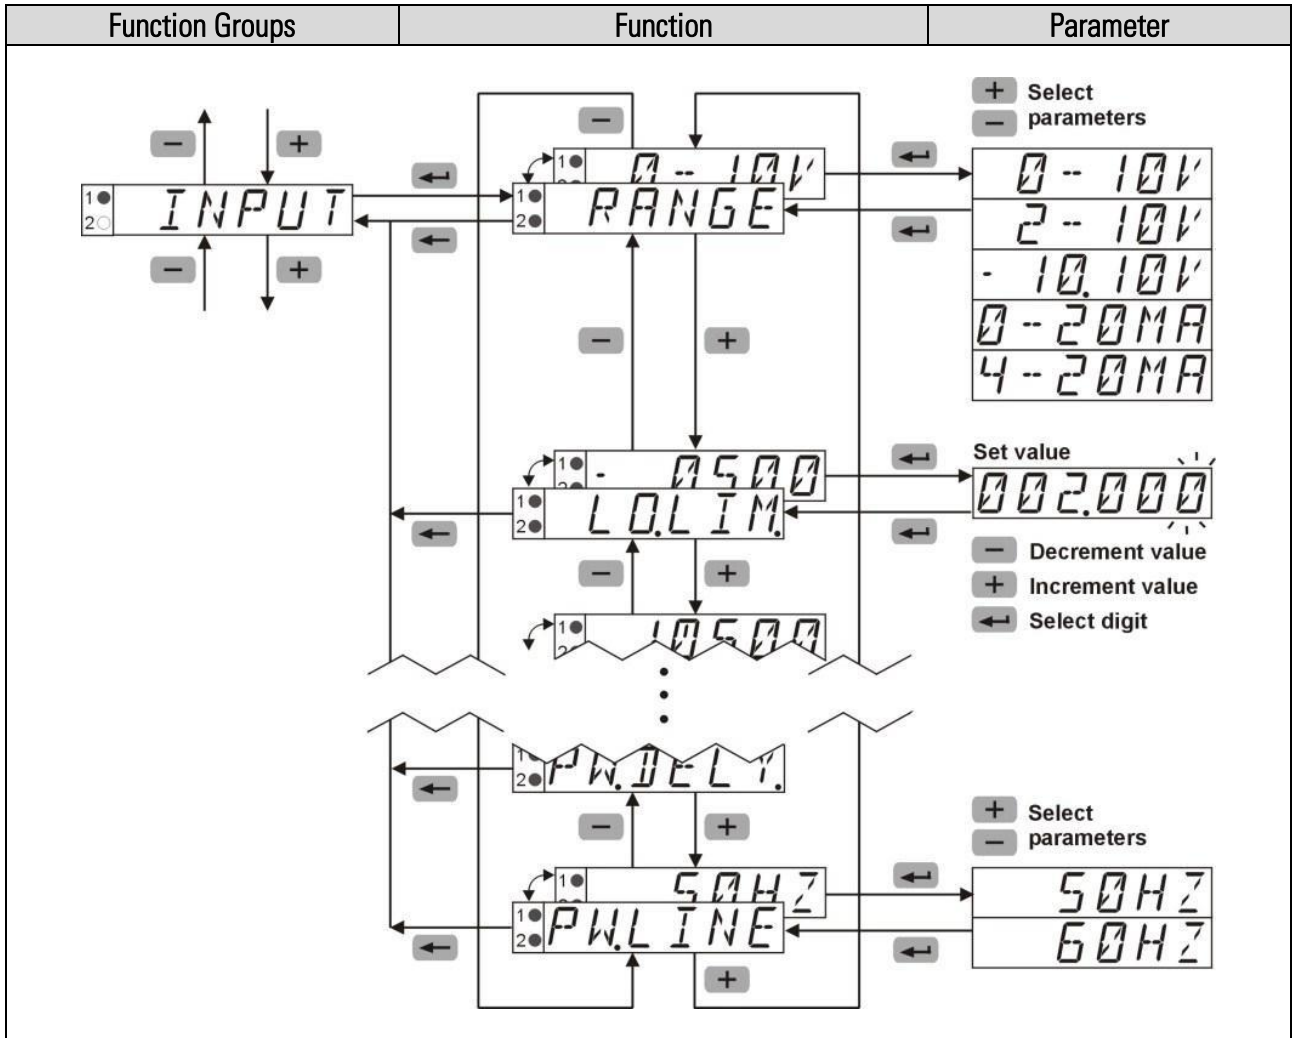 Function Groups
Function
Parameter
+ Select
− parameters
− +
1 2 INPUT
− +
−
1 0-10V
1 2 RANGE
0-10V
2-10V
-10.10V
0-20MA
4-20MA
− +
1 - 0500
1 2 LO.LIM.
Set value
002.000
− Decrement value
+ Increment value
Select digit
− +
1 10500
2 PW.DELY.
− +
1 50HZ
1 2 PW.LINE
+
+ Select
− parameters
50HZ
60HZ